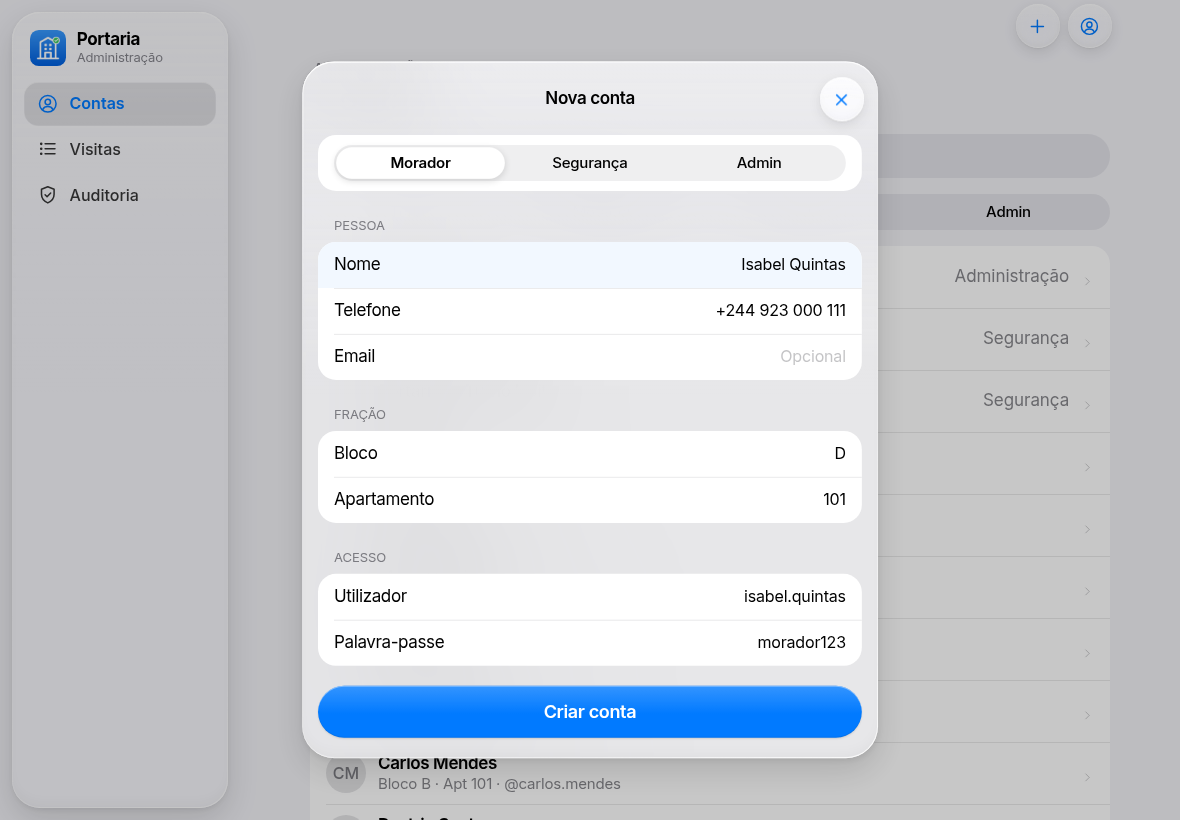 Portaria
Administração
Contas
Visitas
Auditoria
Nova conta
Morador
Segurança
Admin
PESSOA
Nome
Isabel Quintas
Telefone
+244 923 000 111
Email
Opcional
FRAÇÃO
Bloco
D
Apartamento
101
ACESSO
Utilizador
isabel.quintas
Palavra-passe
morador123
Criar conta
Admin
Administração
Segurança
Segurança
CM
Carlos Mendes
Bloco B · Apt 101 · @carlos.mendes